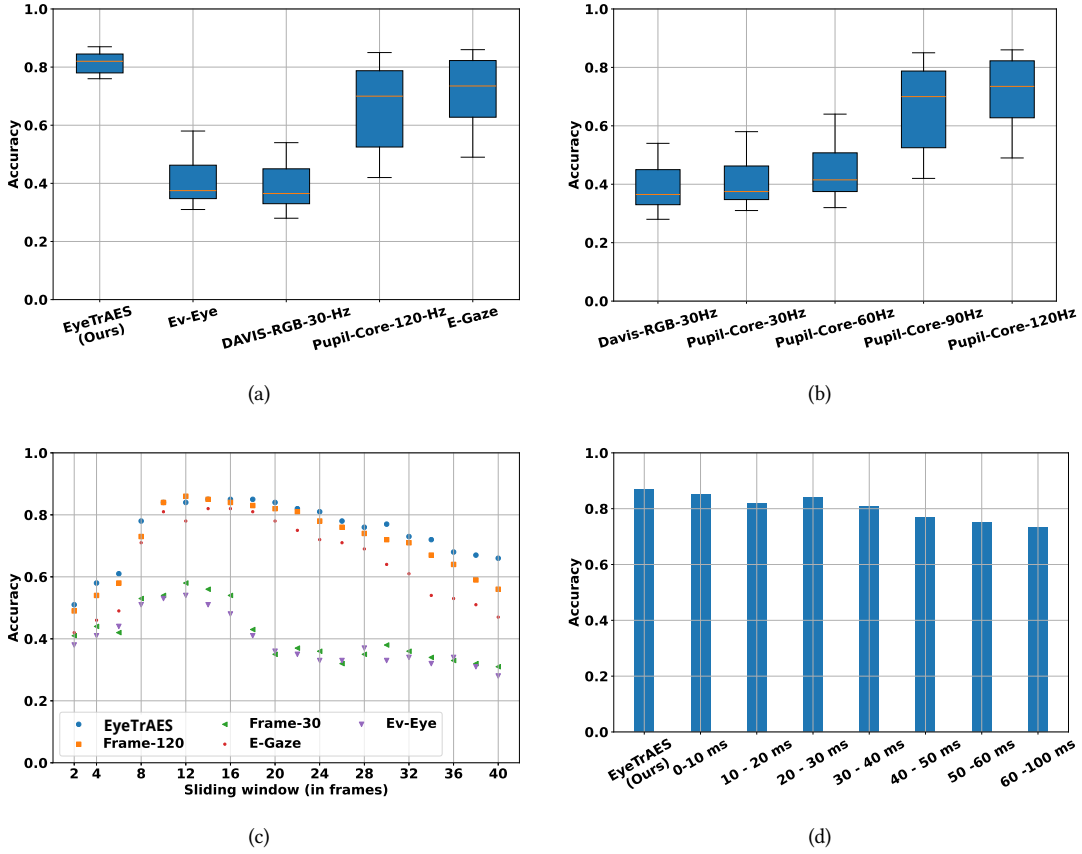 1.0
0.8
0.6
0.4
0.2
0.0
Accuracy
EyeTrAES
(Ours)
Ev-Eye
DAVIS-RGB-30-Hz
Pupil-Core-120-Hz
E-Gaze
(a)
1.0
0.8
0.6
0.4
0.2
0.0
Accuracy
Davis-RGB-30Hz
Pupil-Core-30Hz
Pupil-Core-60Hz
Pupil-Core-90Hz
Pupil-Core-120Hz
(b)
1.0
0.8
0.6
0.4
0.2
0.0
Accuracy
EyeTrAES
Frame-30
Ev-Eye
Frame-120
E-Gaze
2 4 8 12 16 20 24 28 32 36 40
Sliding window (in frames)
(c)
1.0
0.8
0.6
0.4
0.2
0.0
Accuracy
EyeTrAES
(Ours)
0-10 ms
10 - 20 ms
20 - 30 ms
30 - 40 ms
40 - 50 ms
50 -60 ms
60 -100 ms
(d)